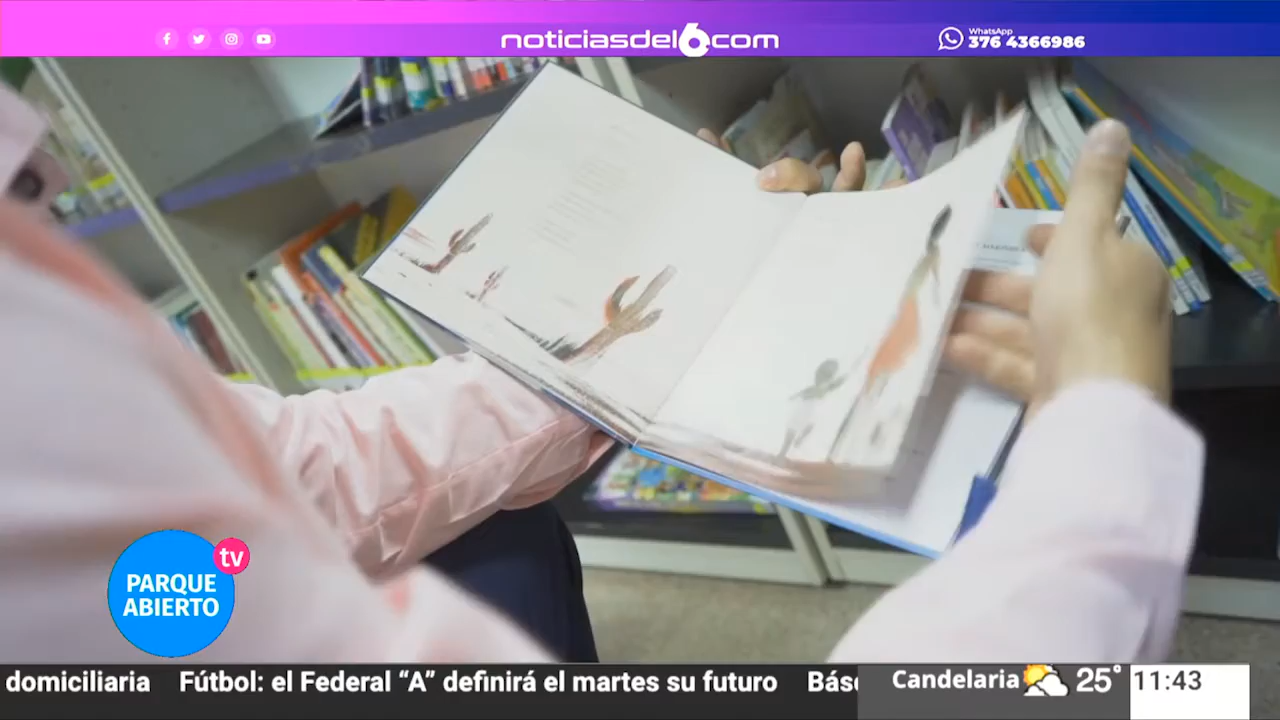 noticiasdel6.com
WhatsApp
376 4366986
tv
PARQUE
ABIERTO
domiciliaria Fútbol: el Federal “A” definirá el martes su futuro
Candelaria 25° 11:43